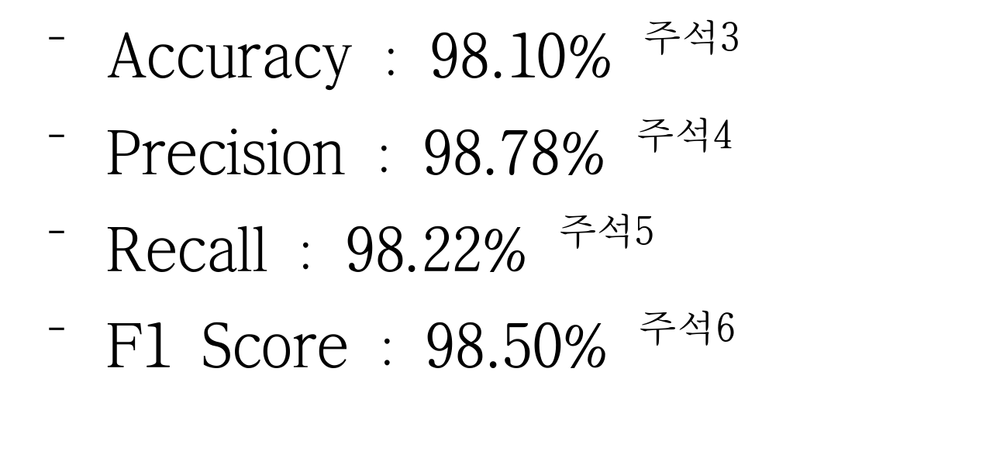 - Accuracy : 98.10% 주석3
- Precision : 98.78% 주석4
- Recall : 98.22% 주석5
- F1 Score : 98.50% 주석6